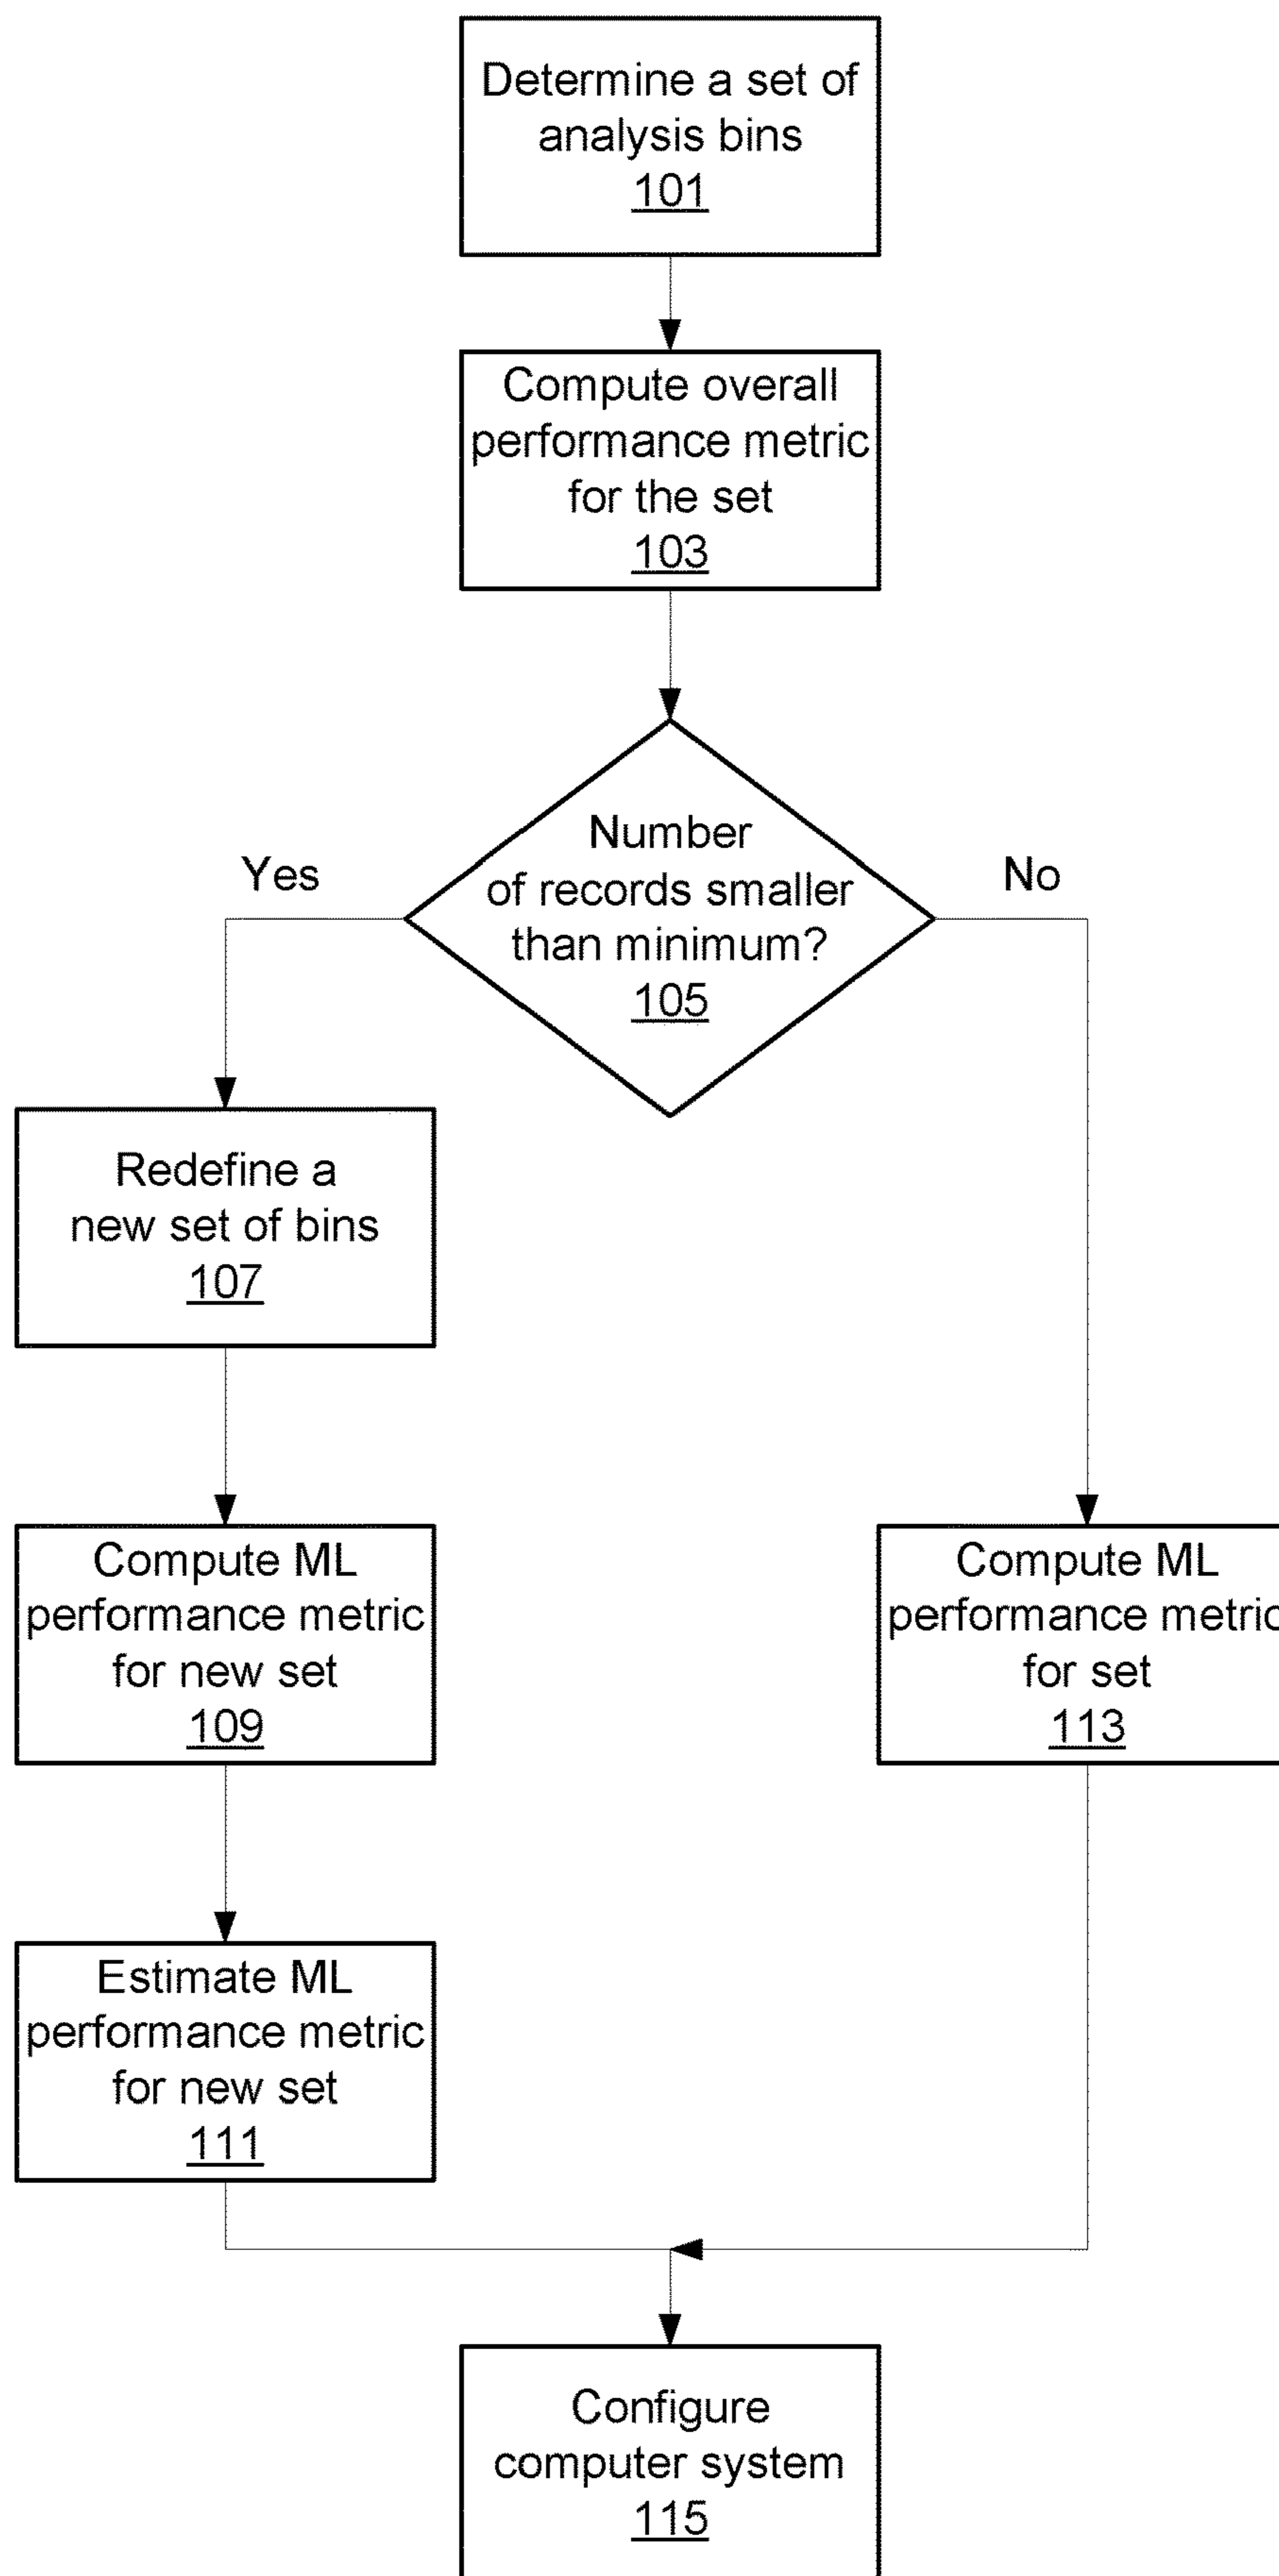 Determine a set of
analysis bins
101
Compute overall
performance metric
for the set
103
Number
of records smaller
than minimum?
105
Yes
No
Redefine a
new set of bins
107
Compute ML
performance metric
for new set
109
Compute ML
performance metric
for set
113
Estimate ML
performance metric
for new set
111
Configure
computer system
115